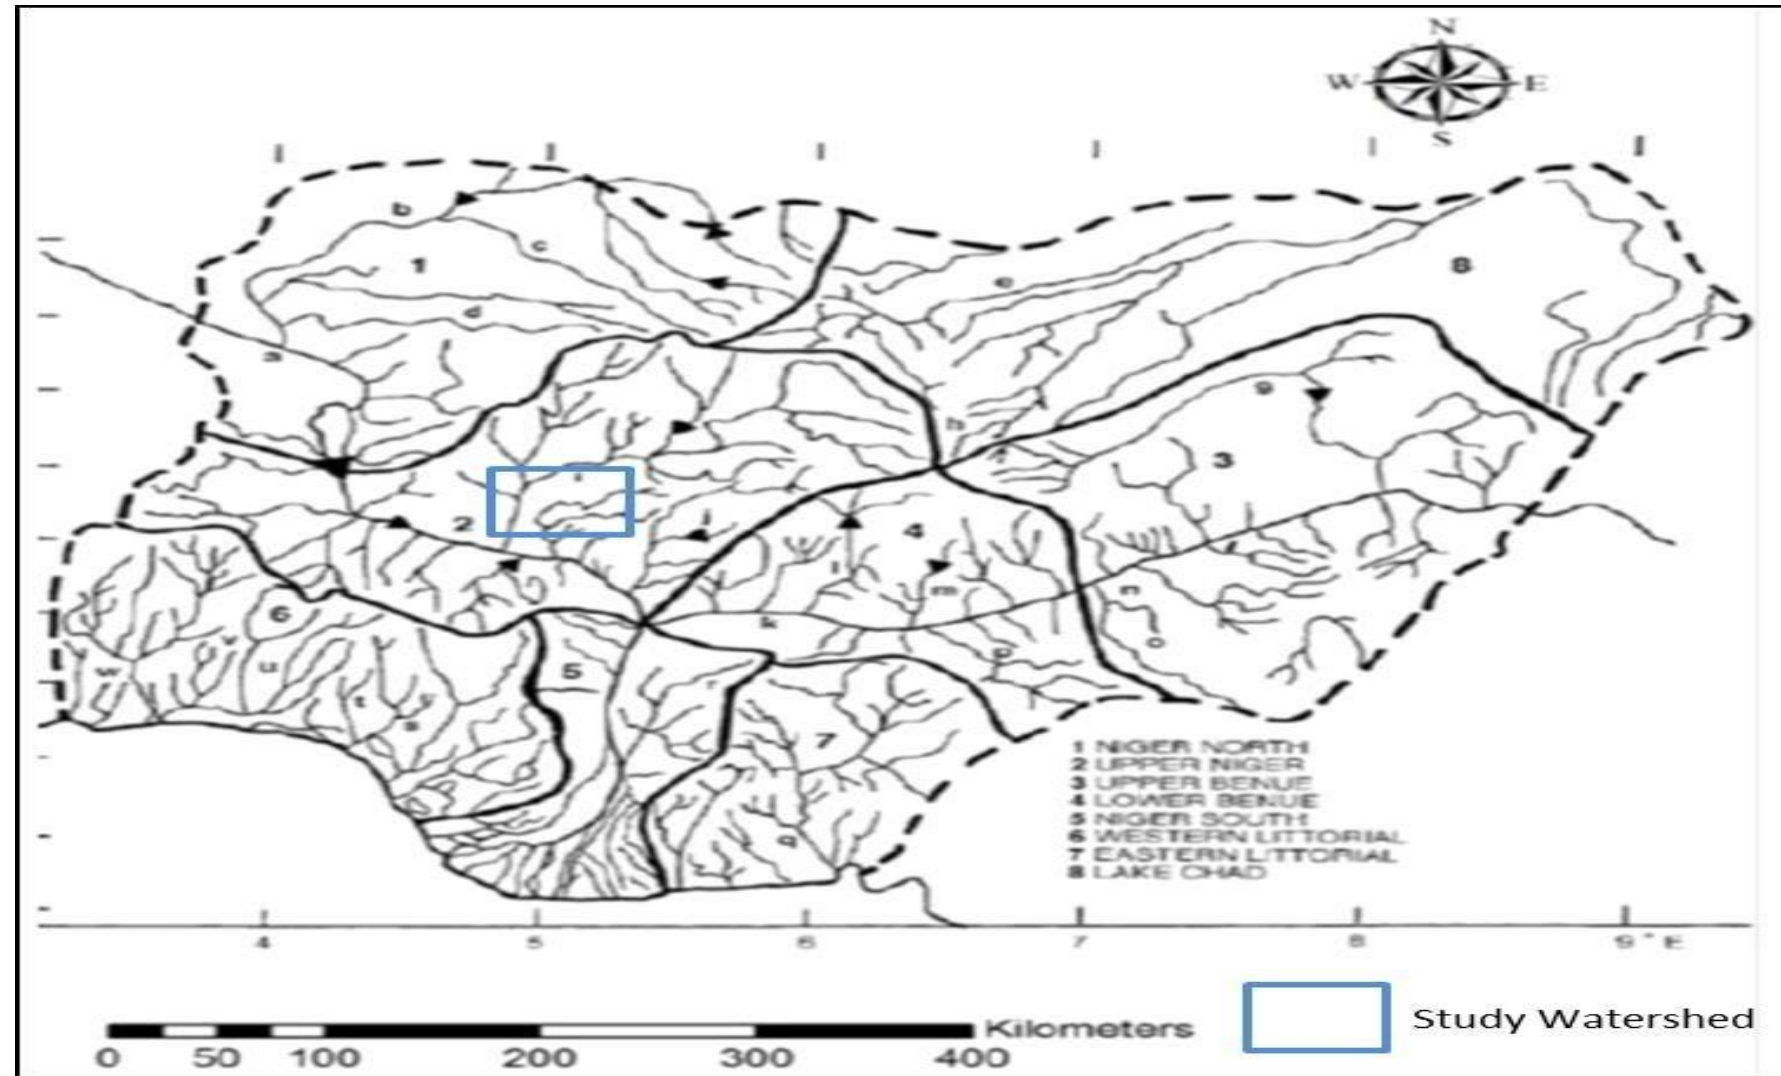 N
W E
S
b
c
1
e
8
d
a
9
h
f
3
i
2
j
4
l
m
n
6
k
o
v
p
w
u
5
r
t
s
7
q
1 NIGER NORTH
2 UPPER NIGER
3 UPPER BENUE
4 LOWER BENUE
5 NIGER SOUTH
6 WESTERN LITTORIAL
7 EASTERN LITTORIAL
8 LAKE CHAD
4 5 6 7 8 9 ° E
Kilometers
0 50 100 200 300 400
Study Watershed